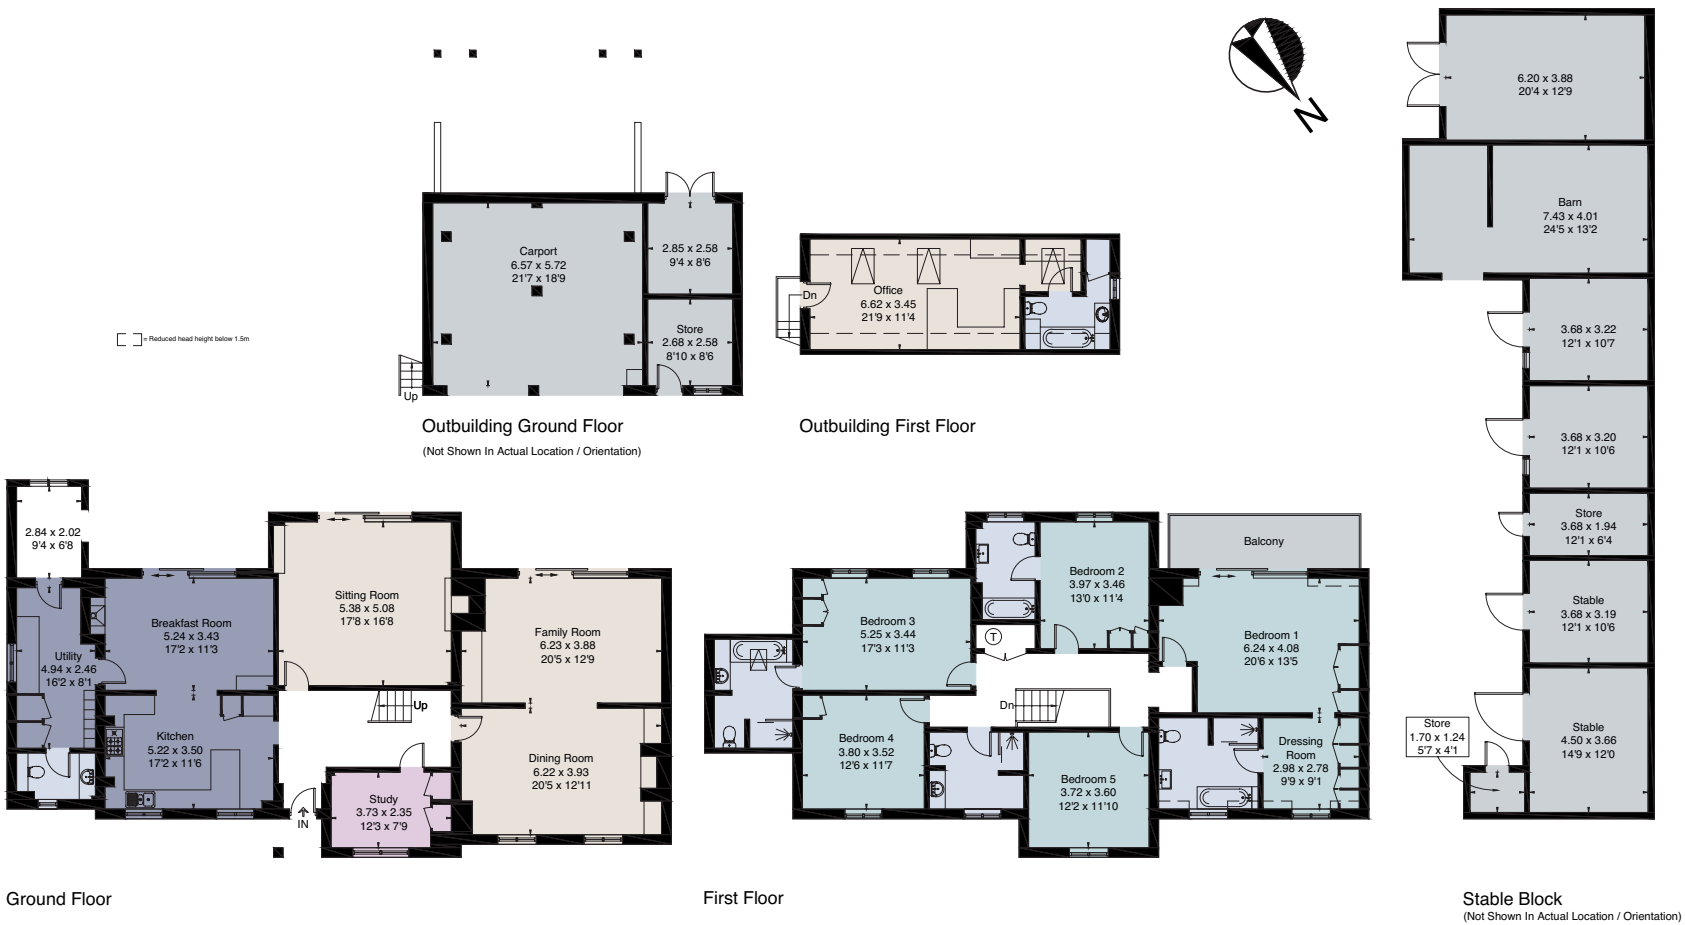 N
6.20 x 3.88
20'4 x 12'9
Barn
7.43 x 4.01
24'5 x 13'2
3.68 x 3.22
12'1 x 10'7
3.68 x 3.20
12'1 x 10'6
Store
3.68 x 1.94
12'1 x 6'4
Stable
3.68 x 3.19
12'1 x 10'6
Stable
4.50 x 3.66
14'9 x 12'0
Store
1.70 x 1.24
5'7 x 4'1
Stable Block
(Not Shown In Actual Location / Orientation)
Carport
6.57 x 5.72
21'7 x 18'9
2.85 x 2.58
9'4 x 8'6
Store
2.68 x 2.58
8'10 x 8'6
Up
Outbuilding Ground Floor
(Not Shown In Actual Location / Orientation)
Dn
Office
6.62 x 3.45
21'9 x 11'4
Outbuilding First Floor
= Reduced head height below 1.5m
2.84 x 2.02
9'4 x 6'8
Breakfast Room
5.24 x 3.43
17'2 x 11'3
Utility
4.94 x 2.46
16'2 x 8'1
Kitchen
5.22 x 3.50
17'2 x 11'6
Sitting Room
5.38 x 5.08
17'8 x 16'8
Family Room
6.23 x 3.88
20'5 x 12'9
Up
Dining Room
6.22 x 3.93
20'5 x 12'11
Study
3.73 x 2.35
12'3 x 7'9
IN
Ground Floor
Balcony
Bedroom 2
3.97 x 3.46
13'0 x 11'4
Bedroom 3
5.25 x 3.44
17'3 x 11'3
T
Bedroom 1
6.24 x 4.08
20'6 x 13'5
Dn
Bedroom 4
3.80 x 3.52
12'6 x 11'7
Bedroom 5
3.72 x 3.60
12'2 x 11'10
Dressing
Room
2.98 x 2.78
9'9 x 9'1
First Floor